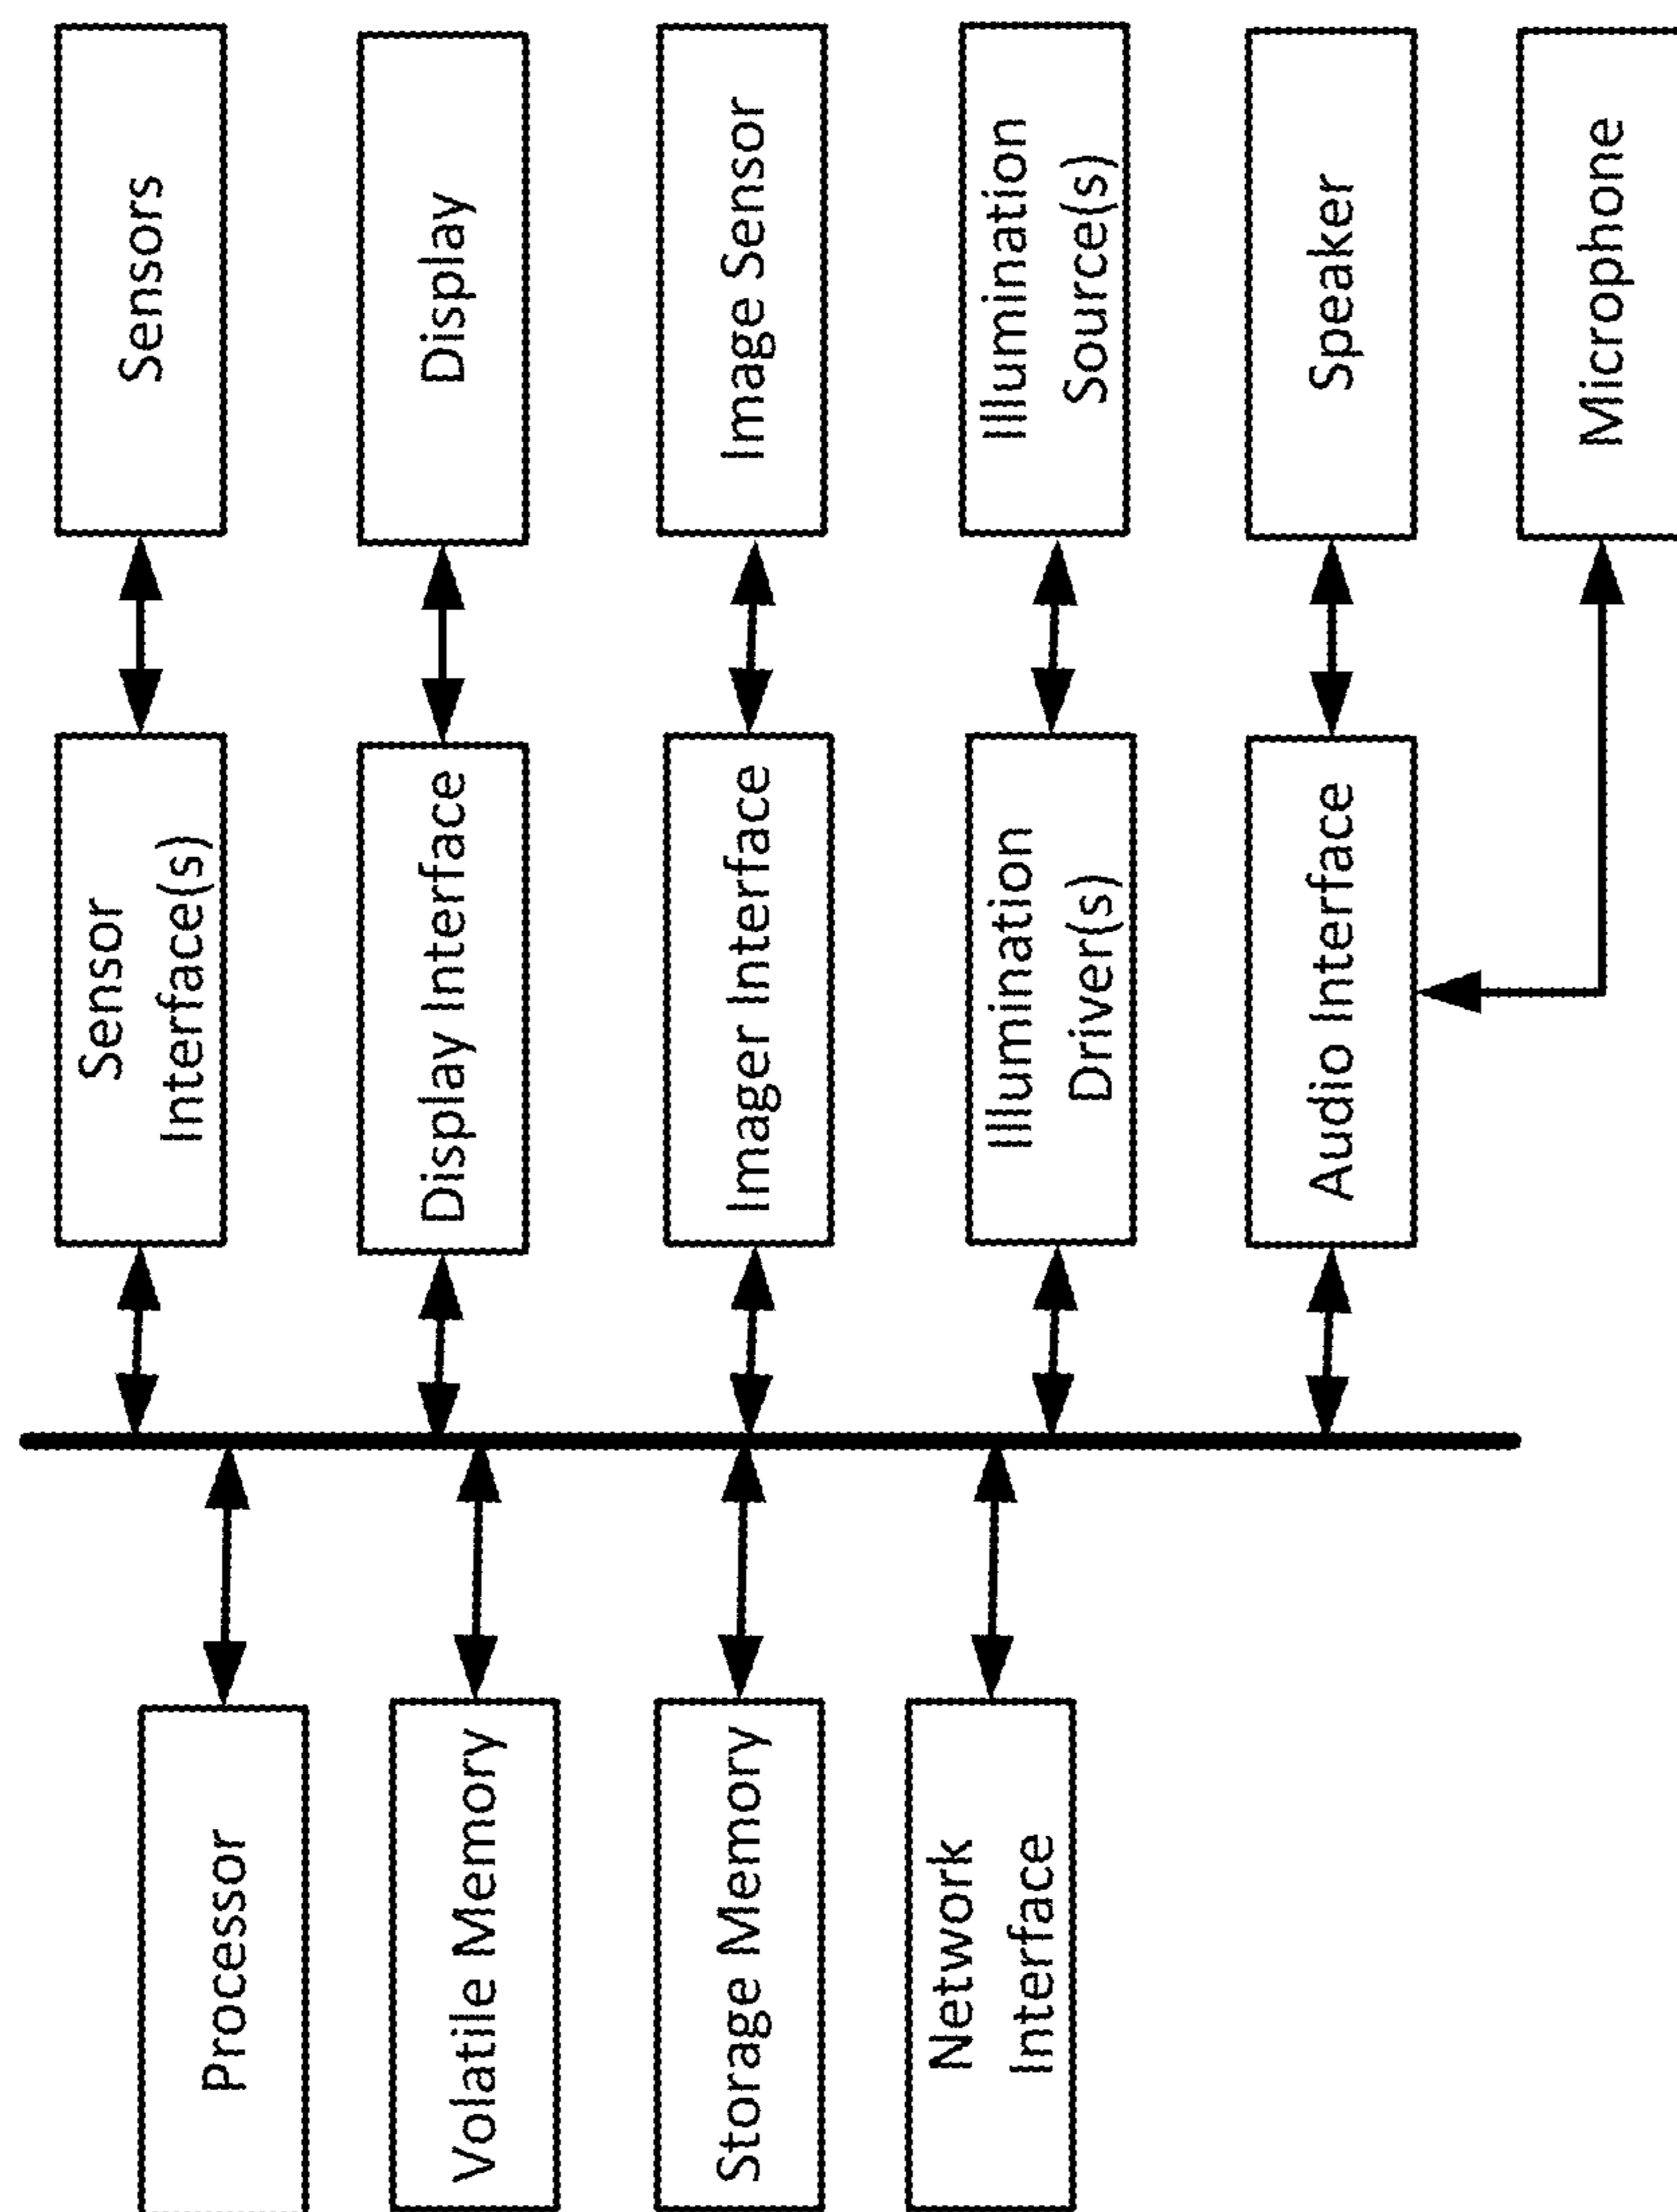 Processor
Volatile Memory
Storage Memory
Network
Interface
Sensor
Interface(s)
Display Interface
Imager Interface
Illumination
Driver(s)
Audio Interface
Sensors
Display
Image Sensor
Illumination
Source(s)
Speaker
Microphone